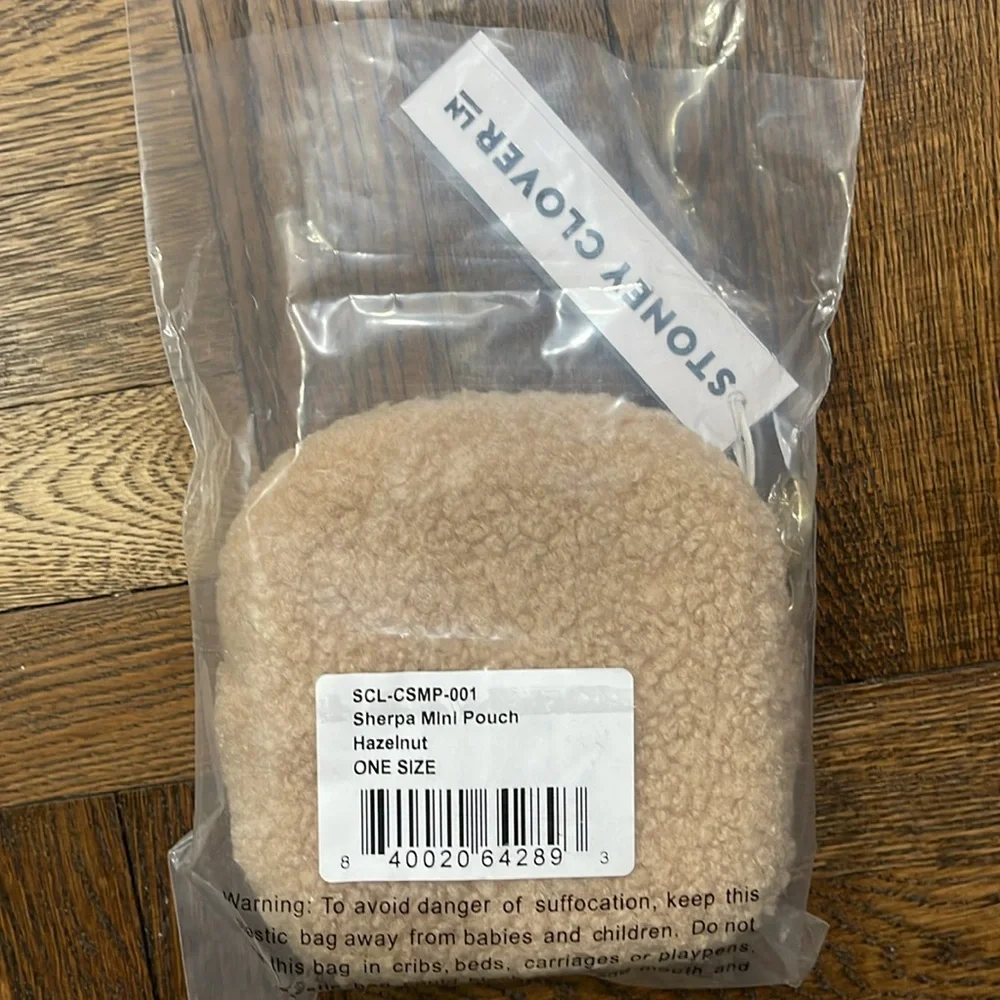 STONEY CLOVER LN
SCL-CSMP-001
Sherpa Mini Pouch
Hazelnut
ONE SIZE
8 40020 64289 3
Warning: To avoid danger of suffocation, keep this
bag away from babies and children. Do not
this bag in cribs, beds, carriages or playpens.
mouth and